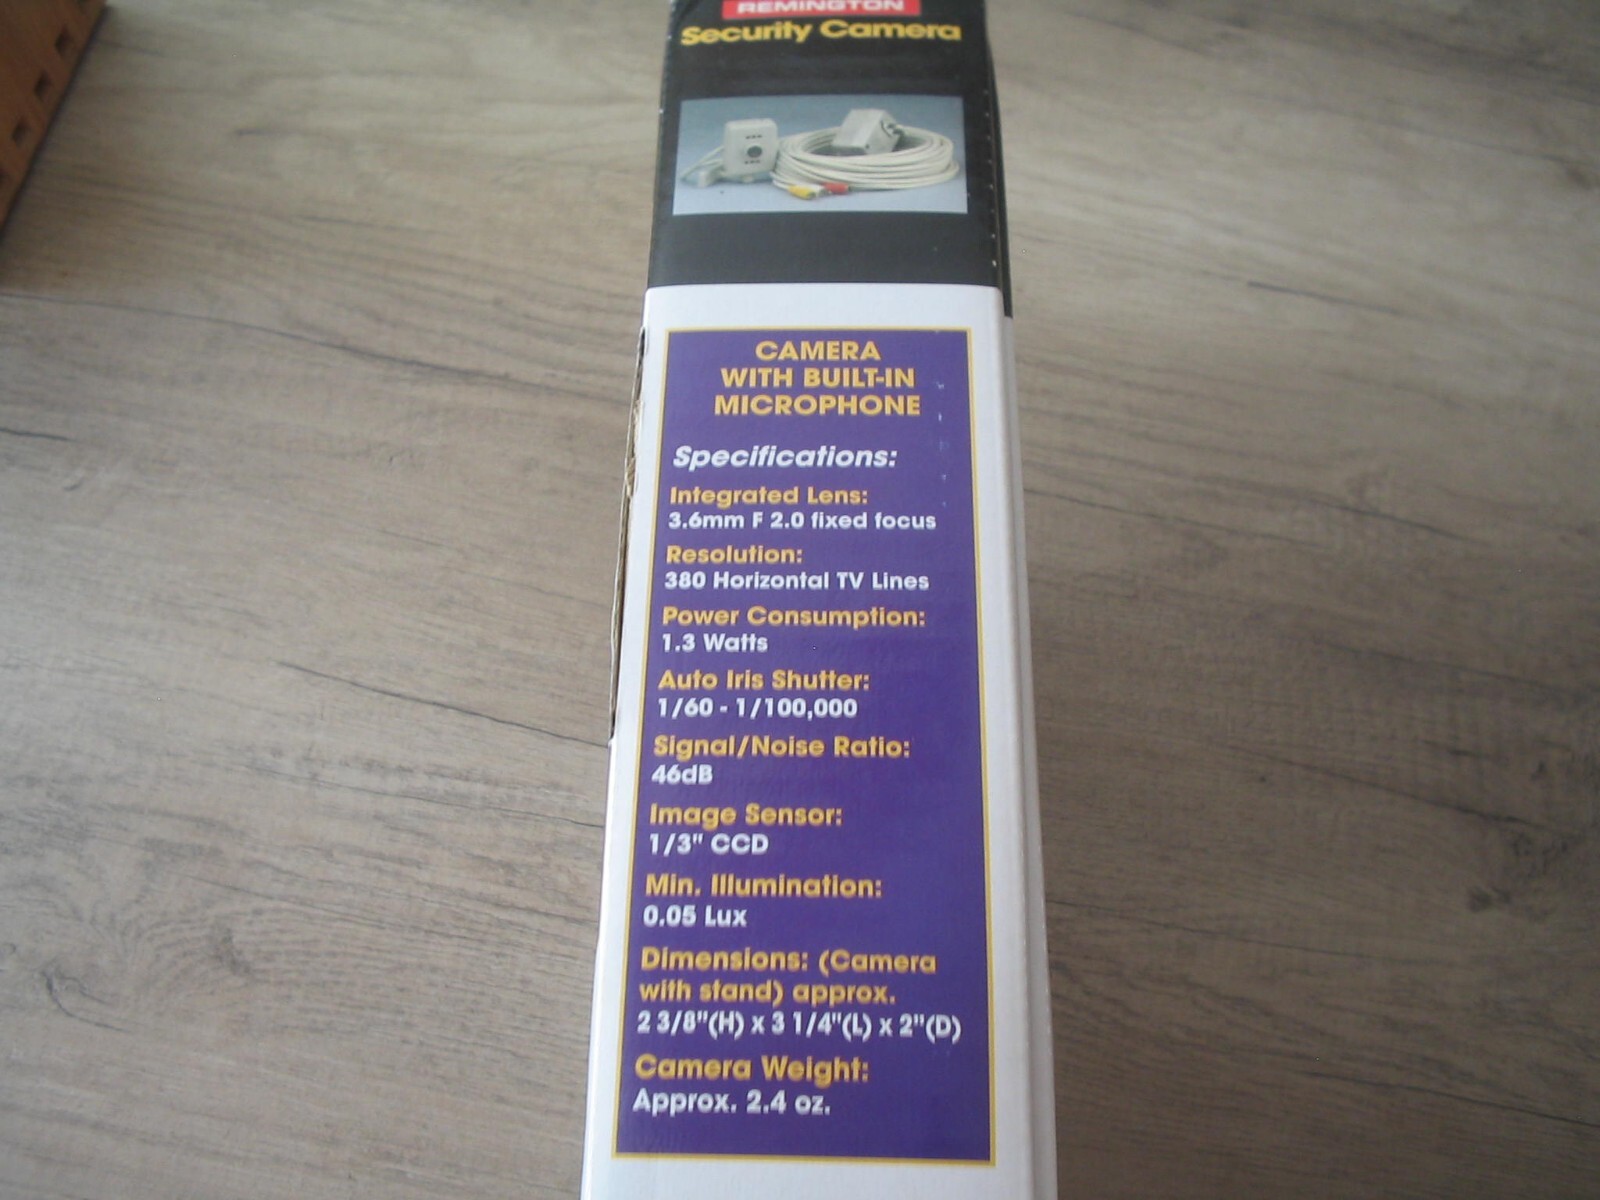 REMINGTON
Security Camera
CAMERA
WITH BUILT-IN
MICROPHONE
Specifications:
Integrated Lens:
3.6mm F 2.0 fixed focus
Resolution:
380 Horizontal TV Lines
Power Consumption:
1.3 Watts
Auto Iris Shutter:
1/60 - 1/100,000
Signal/Noise Ratio:
46dB
Image Sensor:
1/3" CCD
Min. Illumination:
0.05 Lux
Dimensions: (Camera
with stand) approx.
2 3/8"(H) x 3 1/4"(L) x 2"(D)
Camera Weight:
Approx. 2.4 oz.